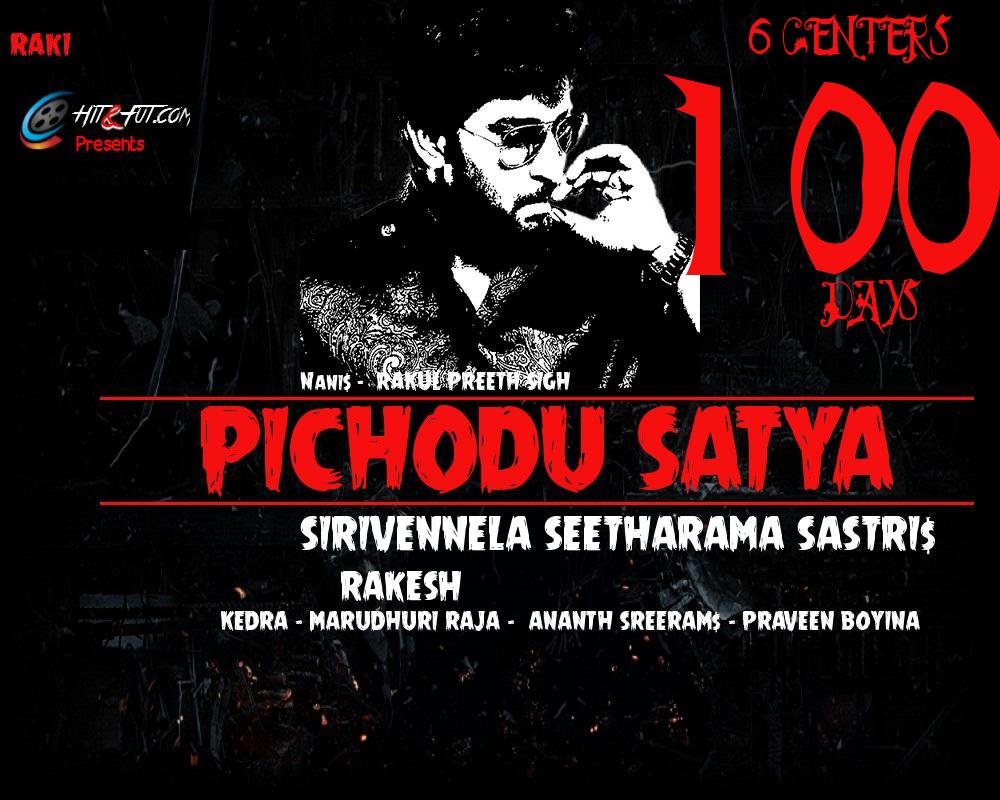 RAKI
HIT&FUT.COM
Presents
6 CENTERS
100
DAYS
NANI$ - RAKUL PREETH SIGH
PICHODU SATYA
SIRIVENNELA SEETHARAMA SASTRI$
RAKESH
KEDRA - MARUDHURI RAJA - ANANTH SREERAM$ - PRAVEEN BOYINA